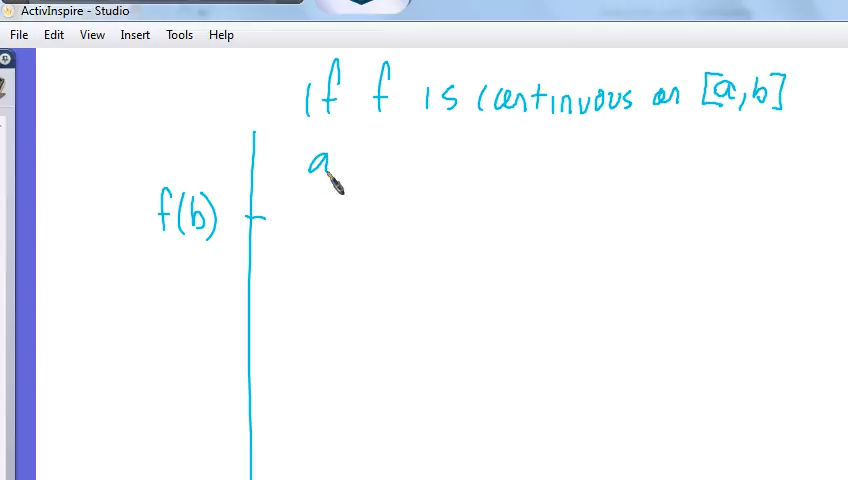 ActivInspire - Studio
File Edit View Insert Tools Help
If f is continuous on [a,b]
a
f(b)